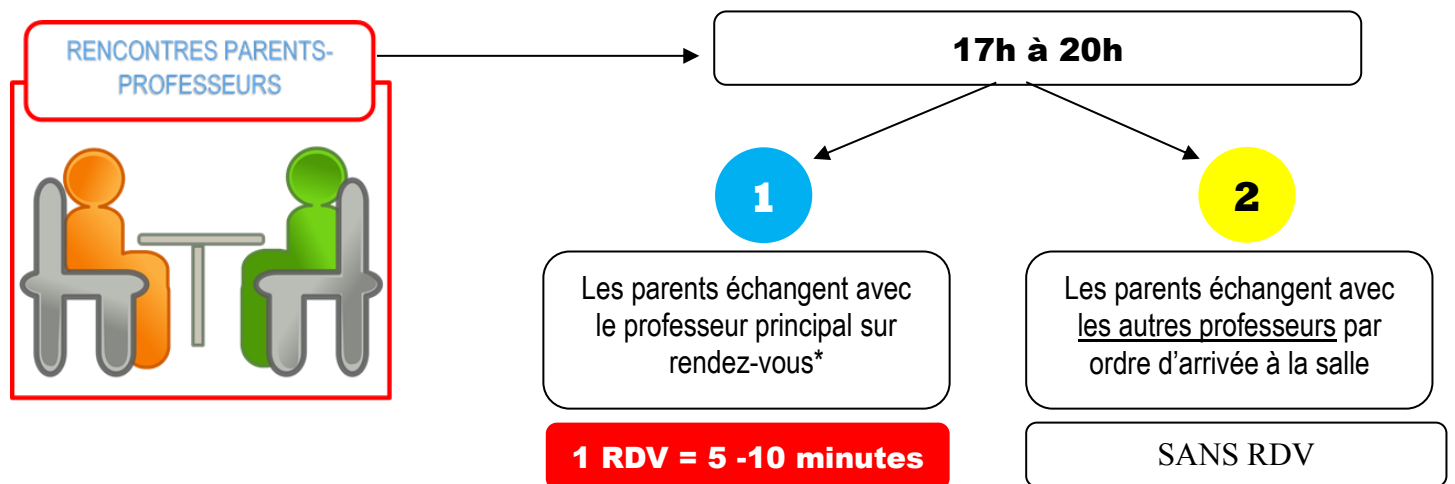 RENCONTRES PARENTS-
PROFESSEURS
17h à 20h
1
Les parents échangent avec
le professeur principal sur
rendez-vous*
1 RDV = 5 -10 minutes
2
Les parents échangent avec
les autres professeurs par
ordre d’arrivée à la salle
SANS RDV